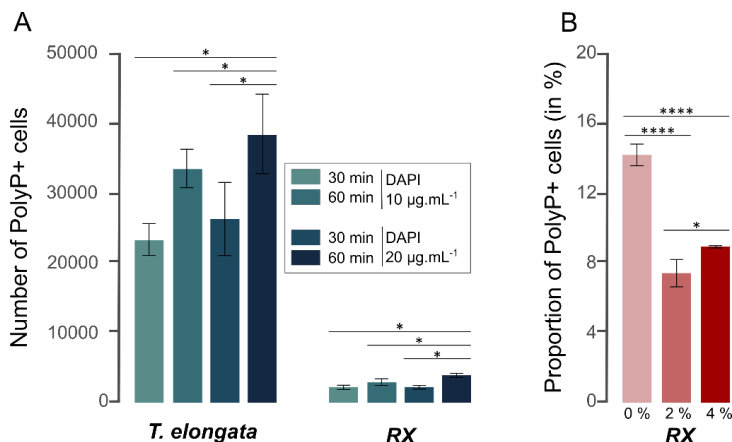 A
Number of PolyP+ cells
50000
40000
30000
20000
10000
0
*
*
*
*
*
*
T. elongata
RX
30 min
60 min
DAPI
10 µg.mL⁻¹
30 min
60 min
DAPI
20 µg.mL⁻¹
B
Proportion of PolyP+ cells (in %)
20
16
12
8
4
0
****
****
*
0 %
2 %
4 %
RX